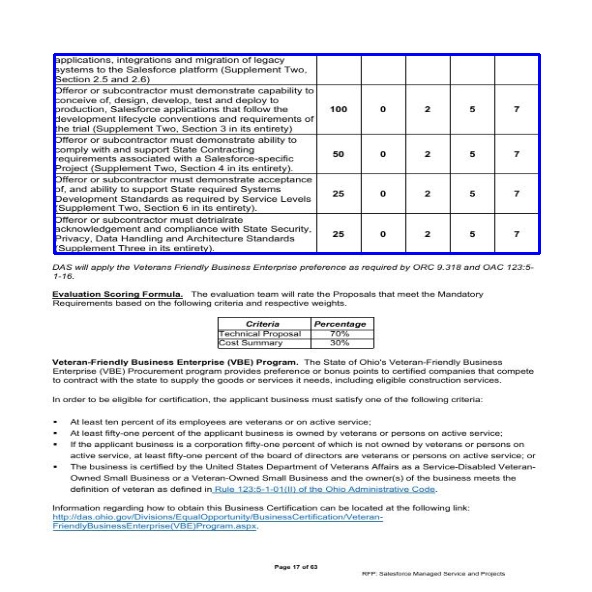 applications, integrations and migration of legacy
systems to the Salesforce platform (Supplement Two,
Section 2.5 and 2.6)
Offeror or subcontractor must demonstrate capability to
conceive of, design, develop, test and deploy to
production, Salesforce applications that follow the
development lifecycle conventions and requirements of
the trial (Supplement Two, Section 3 in its entirety)
100 0 2 5 7
Offeror or subcontractor must demonstrate ability to
comply with and support State Contracting
requirements associated with a Salesforce-specific
Project (Supplement Two, Section 4 in its entirety).
50 0 2 5 7
Offeror or subcontractor must demonstrate acceptance
of, and ability to support State required Systems
Development Standards as required by Service Levels
(Supplement Two, Section 6 in its entirety).
25 0 2 5 7
Offeror or subcontractor must detrialrate
acknowledgement and compliance with State Security,
Privacy, Data Handling and Architecture Standards
(Supplement Three in its entirety).
25 0 2 5 7
DAS will apply the Veterans Friendly Business Enterprise preference as required by ORC 9.318 and OAC 123:5-
1-16.
Evaluation Scoring Formula. The evaluation team will rate the Proposals that meet the Mandatory
Requirements based on the following criteria and respective weights.
Criteria Percentage
Technical Proposal 70%
Cost Summary 30%
Veteran-Friendly Business Enterprise (VBE) Program. The State of Ohio's Veteran-Friendly Business
Enterprise (VBE) Procurement program provides preference or bonus points to certified companies that compete
to contract with the state to supply the goods or services it needs, including eligible construction services.
In order to be eligible for certification, the applicant business must satisfy one of the following criteria:
• At least ten percent of its employees are veterans or on active service;
• At least fifty-one percent of the applicant business is owned by veterans or persons on active service;
• If the applicant business is a corporation fifty-one percent of which is not owned by veterans or persons on
active service, at least fifty-one percent of the board of directors are veterans or persons on active service; or
• The business is certified by the United States Department of Veterans Affairs as a Service-Disabled Veteran-
Owned Small Business or a Veteran-Owned Small Business and the owner(s) of the business meets the
definition of veteran as defined in Rule 123:5-1-01(II) of the Ohio Administrative Code.
Information regarding how to obtain this Business Certification can be located at the following link:
http://das.ohio.gov/Divisions/EqualOpportunity/BusinessCertification/Veteran-
FriendlyBusinessEnterprise(VBE)Program.aspx.
Page 17 of 63
RFP: Salesforce Managed Service and Projects